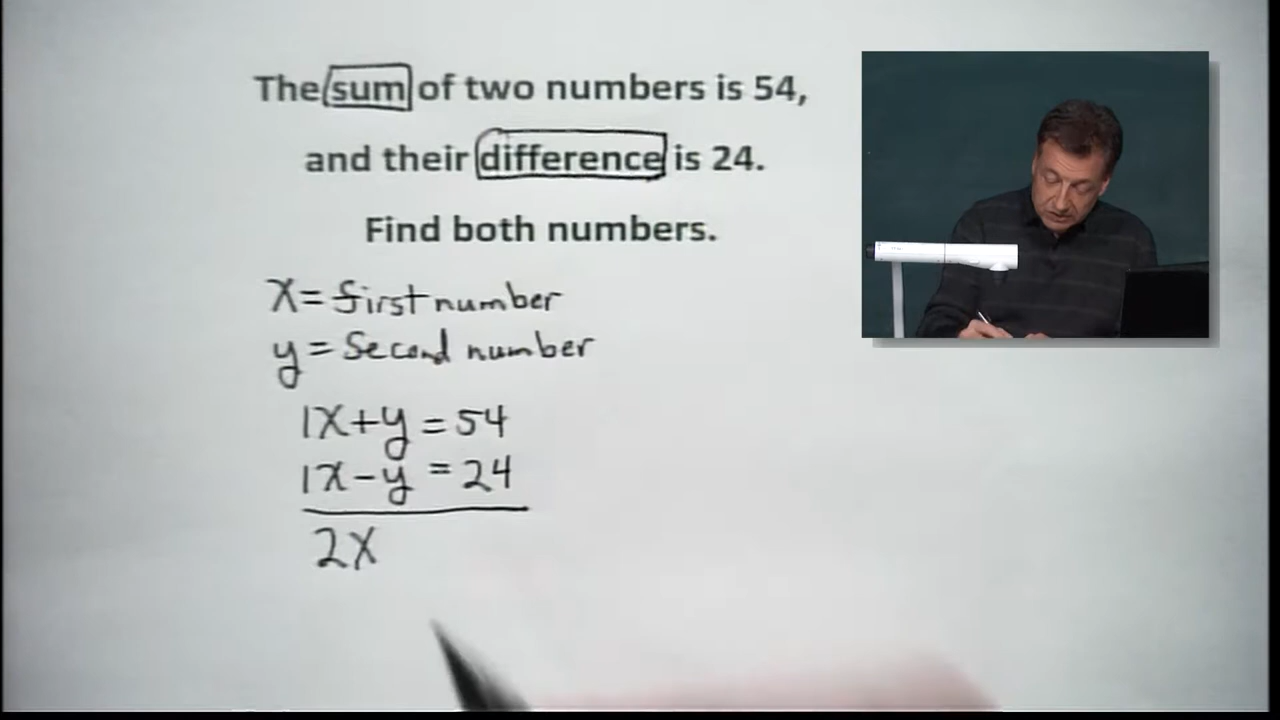 The sum of two numbers is 54,
and their difference is 24.
Find both numbers.
x = first number
y = Second number
1x + y = 54
1x - y = 24
2x